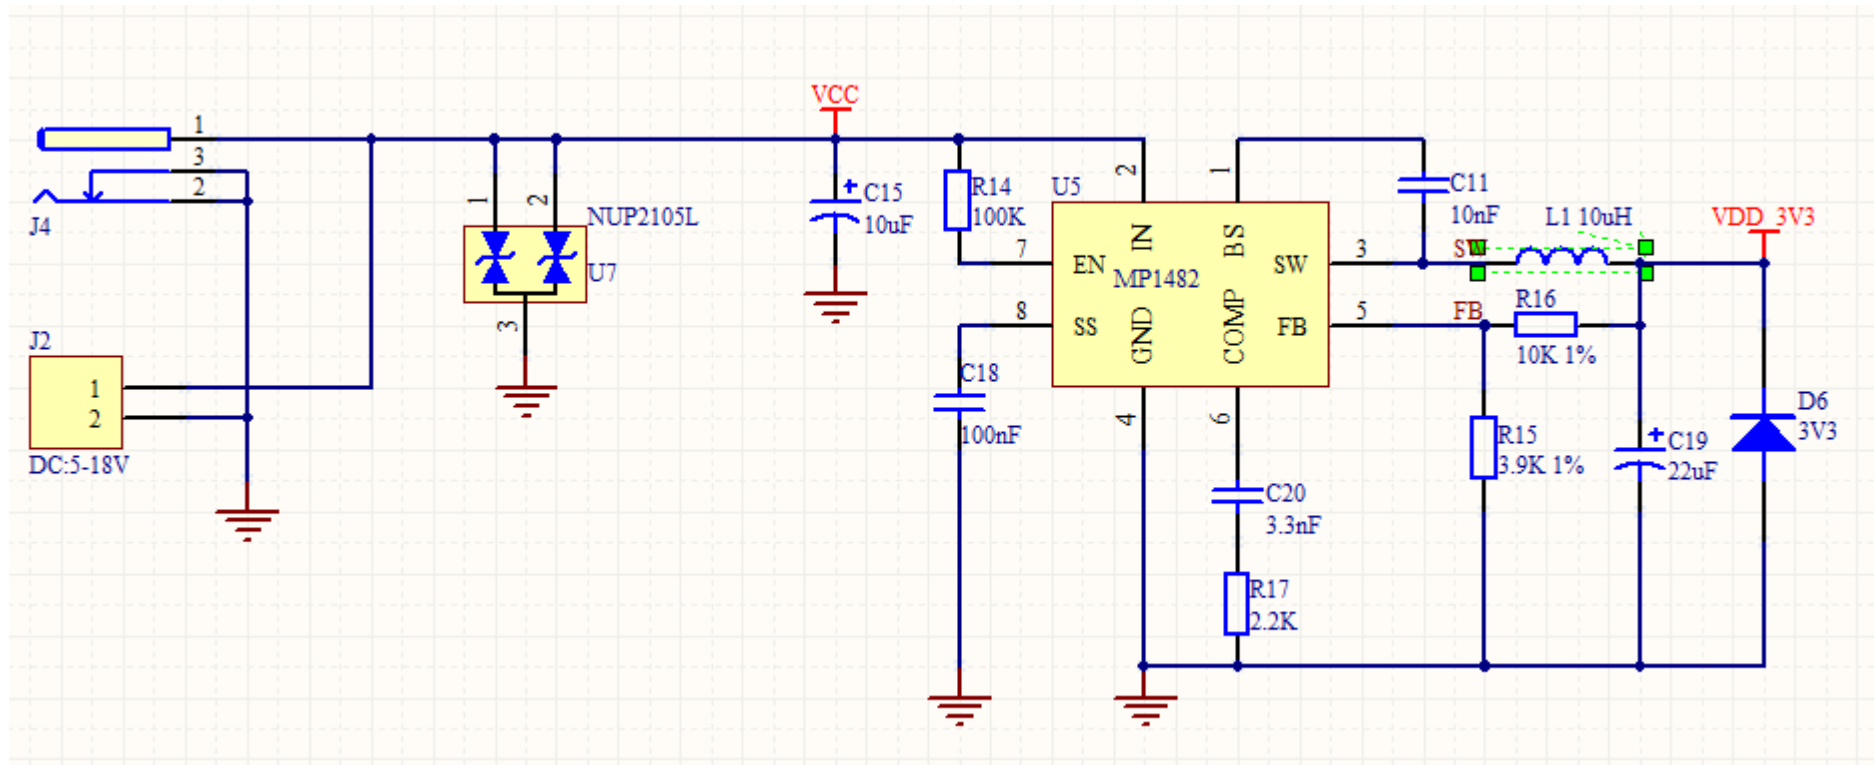 VCC
1
3
2
J4
1
2
NUP2105L
U7
3
C15
10uF
R14
100K
U5
2
1
C11
10nF
L1 10uH
VDD_3V3
7
EN
IN
BS
SW
3
SW
MP1482
8
SS
GND
COMP
FB
5
FB
R16
10K 1%
J2
1
2
DC:5-18V
C18
100nF
4
6
R15
3.9K 1%
C19
22uF
D6
3V3
C20
3.3nF
R17
2.2K